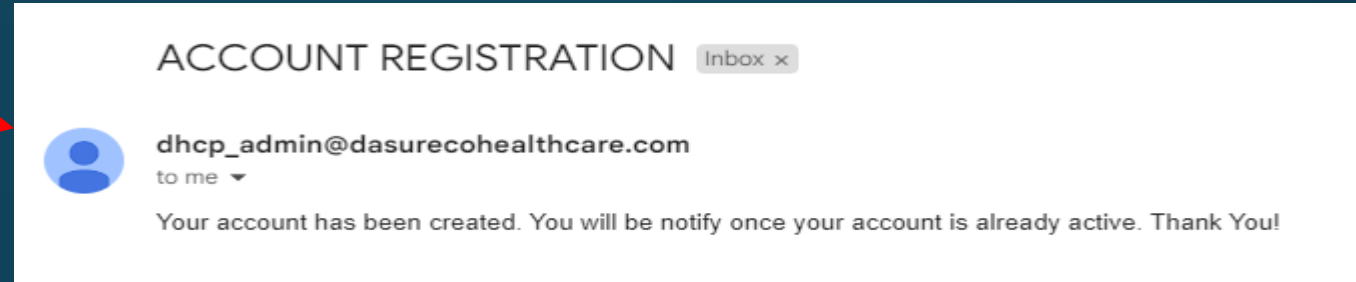 ACCOUNT REGISTRATION Inbox ×
dhcp_admin@dasurecohealthcare.com
to me
Your account has been created. You will be notify once your account is already active. Thank You!